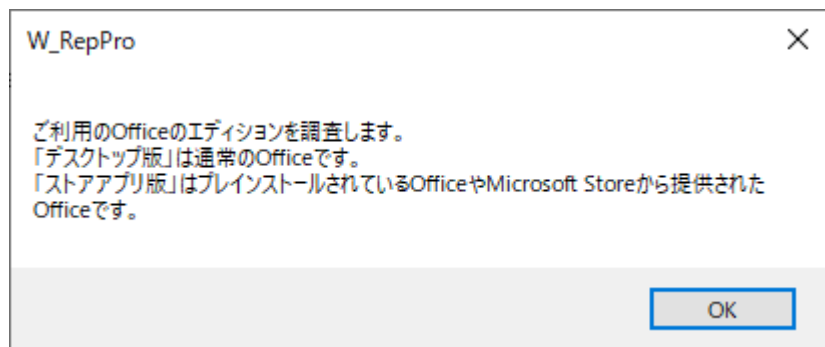 W_RepPro
ご利用のOfficeのエディションを調査します。
「デスクトップ版」は通常のOfficeです。
「ストアアプリ版」はプレインストールされているOfficeやMicrosoft Storeから提供された
Officeです。
OK